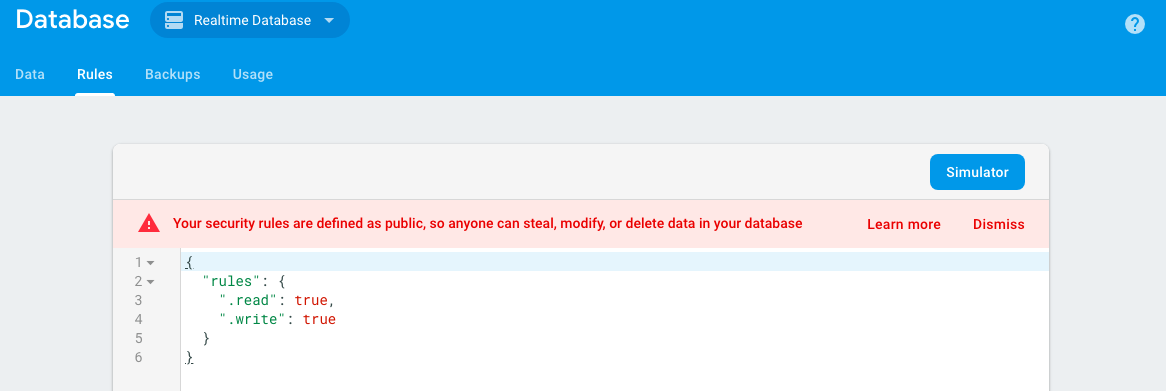 Database Realtime Database ?
Data Rules Backups Usage
Simulator
Your security rules are defined as public, so anyone can steal, modify, or delete data in your database Learn more Dismiss
1 {
2 "rules": {
3 ".read": true,
4 ".write": true
5 }
6 }